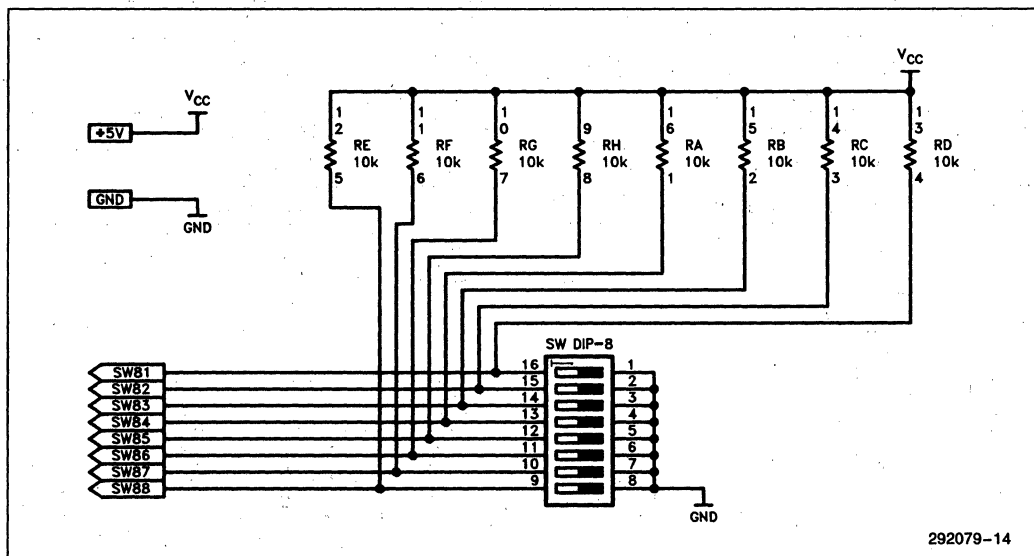 VCC
+5V
GND
GND
VCC
1
2
RE
10k
5
1
1
RF
10k
6
1
0
RG
10k
7
9
RH
10k
8
1
6
RA
10k
1
1
5
RB
10k
2
1
4
RC
10k
3
1
3
RD
10k
4
SW DIP-8
SW81
16
1
SW82
15
2
SW83
14
3
SW84
13
4
SW85
12
5
SW86
11
6
SW87
10
7
SW88
9
8
GND
292079-14